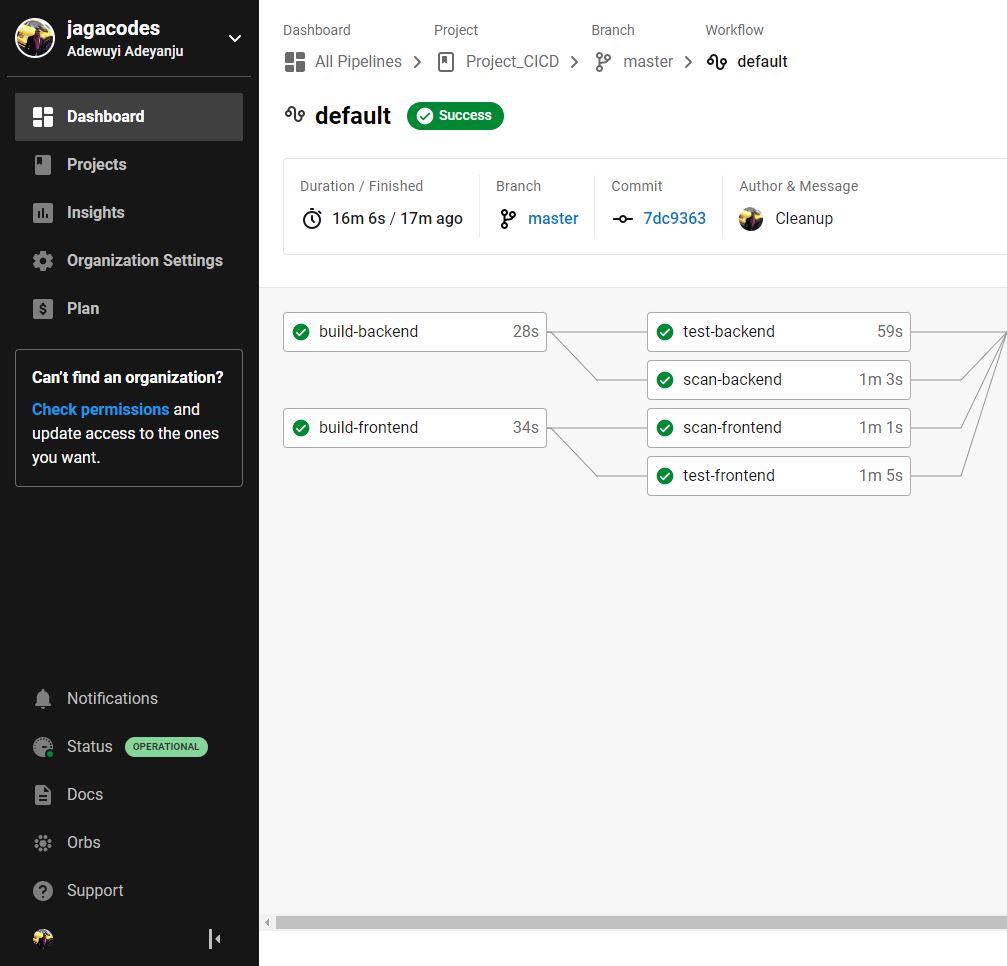 jagacodes
Adewuyi Adeyanju
Dashboard
Projects
Insights
Organization Settings
$ Plan
Can't find an organization?
Check permissions and
update access to the ones
you want.
Notifications
Status OPERATIONAL
Docs
Orbs
? Support
Dashboard Project Branch Workflow
All Pipelines Project_CICD master default
default Success
Duration / Finished Branch Commit Author & Message
16m 6s / 17m ago master 7dc9363 Cleanup
build-backend 28s test-backend 59s
scan-backend 1m 3s
build-frontend 34s scan-frontend 1m 1s
test-frontend 1m 5s